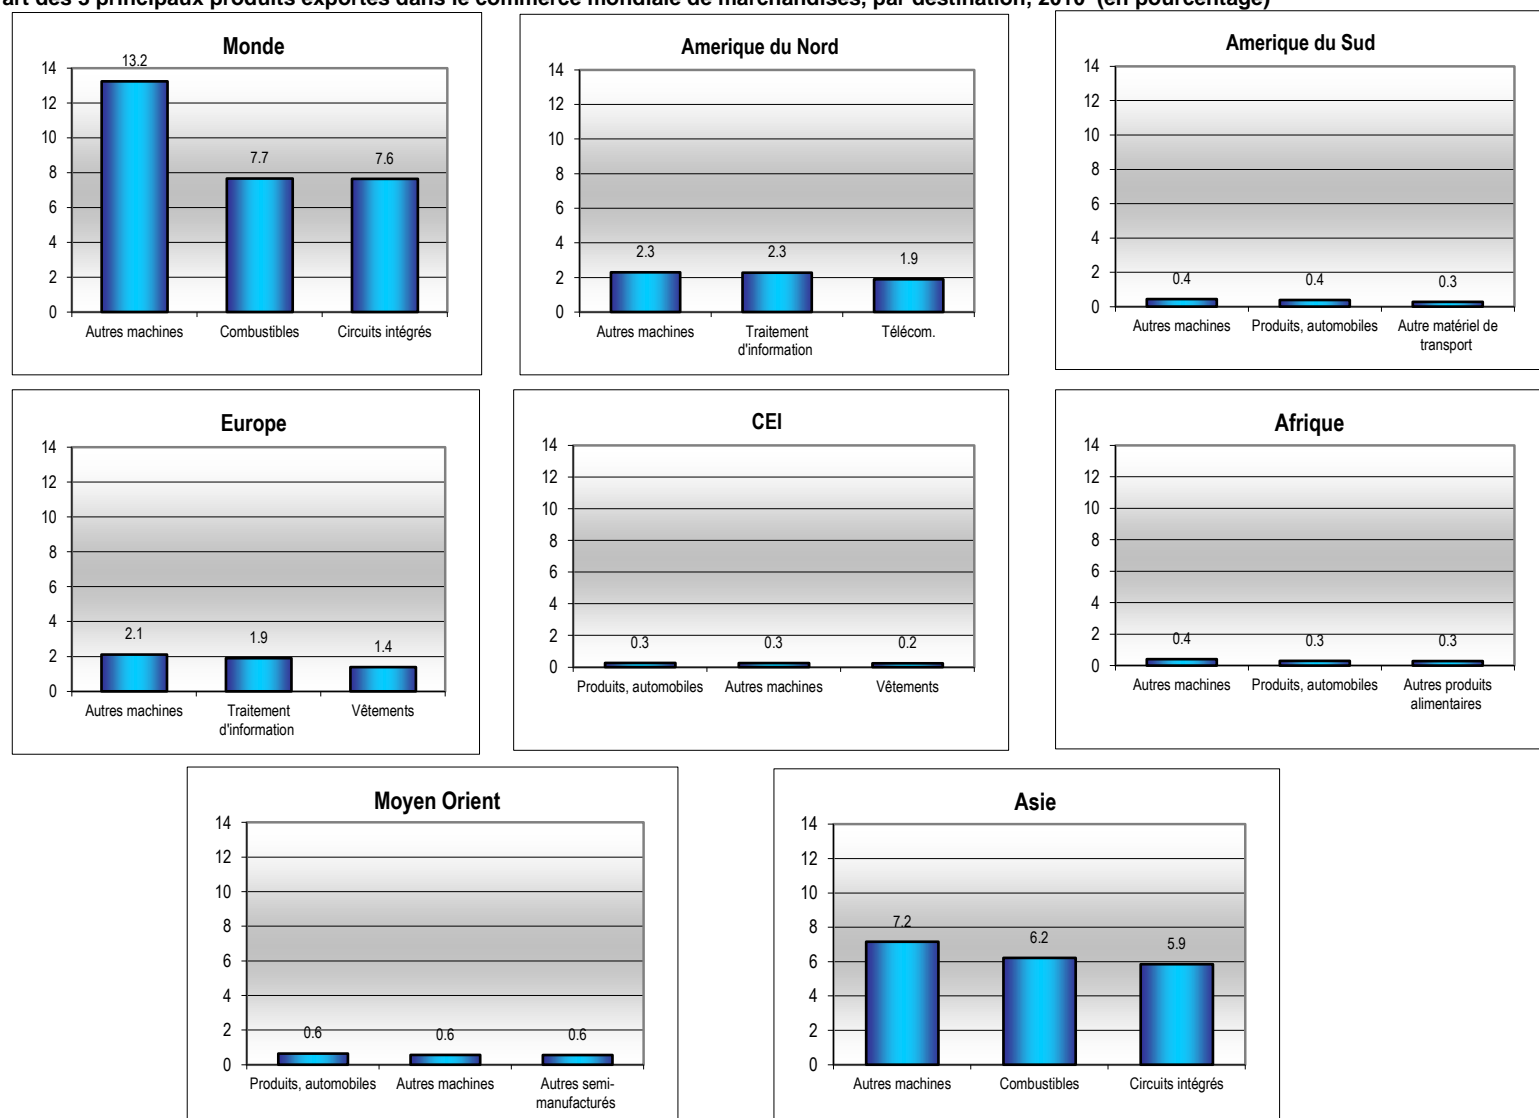 art des 3 principaux produits exportés dans le commerce mondiale de marchandises, par destination, 2010 (en pourcentage)
Monde
14
12
10
8
6
4
2
0
13.2
7.7
7.6
Autres machines
Combustibles
Circuits intégrés
Amerique du Nord
14
12
10
8
6
4
2
0
2.3
2.3
1.9
Autres machines
Traitement
d'information
Télécom.
Amerique du Sud
14
12
10
8
6
4
2
0
0.4
0.4
0.3
Autres machines
Produits, automobiles
Autre matériel de
transport
Europe
14
12
10
8
6
4
2
0
2.1
1.9
1.4
Autres machines
Traitement
d'information
Vêtements
CEI
14
12
10
8
6
4
2
0
0.3
0.3
0.2
Produits, automobiles
Autres machines
Vêtements
Afrique
14
12
10
8
6
4
2
0
0.4
0.3
0.3
Autres machines
Produits, automobiles
Autres produits
alimentaires
Moyen Orient
14
12
10
8
6
4
2
0
0.6
0.6
0.6
Produits, automobiles
Autres machines
Autres semi-
manufacturés
Asie
14
12
10
8
6
4
2
0
7.2
6.2
5.9
Autres machines
Combustibles
Circuits intégrés